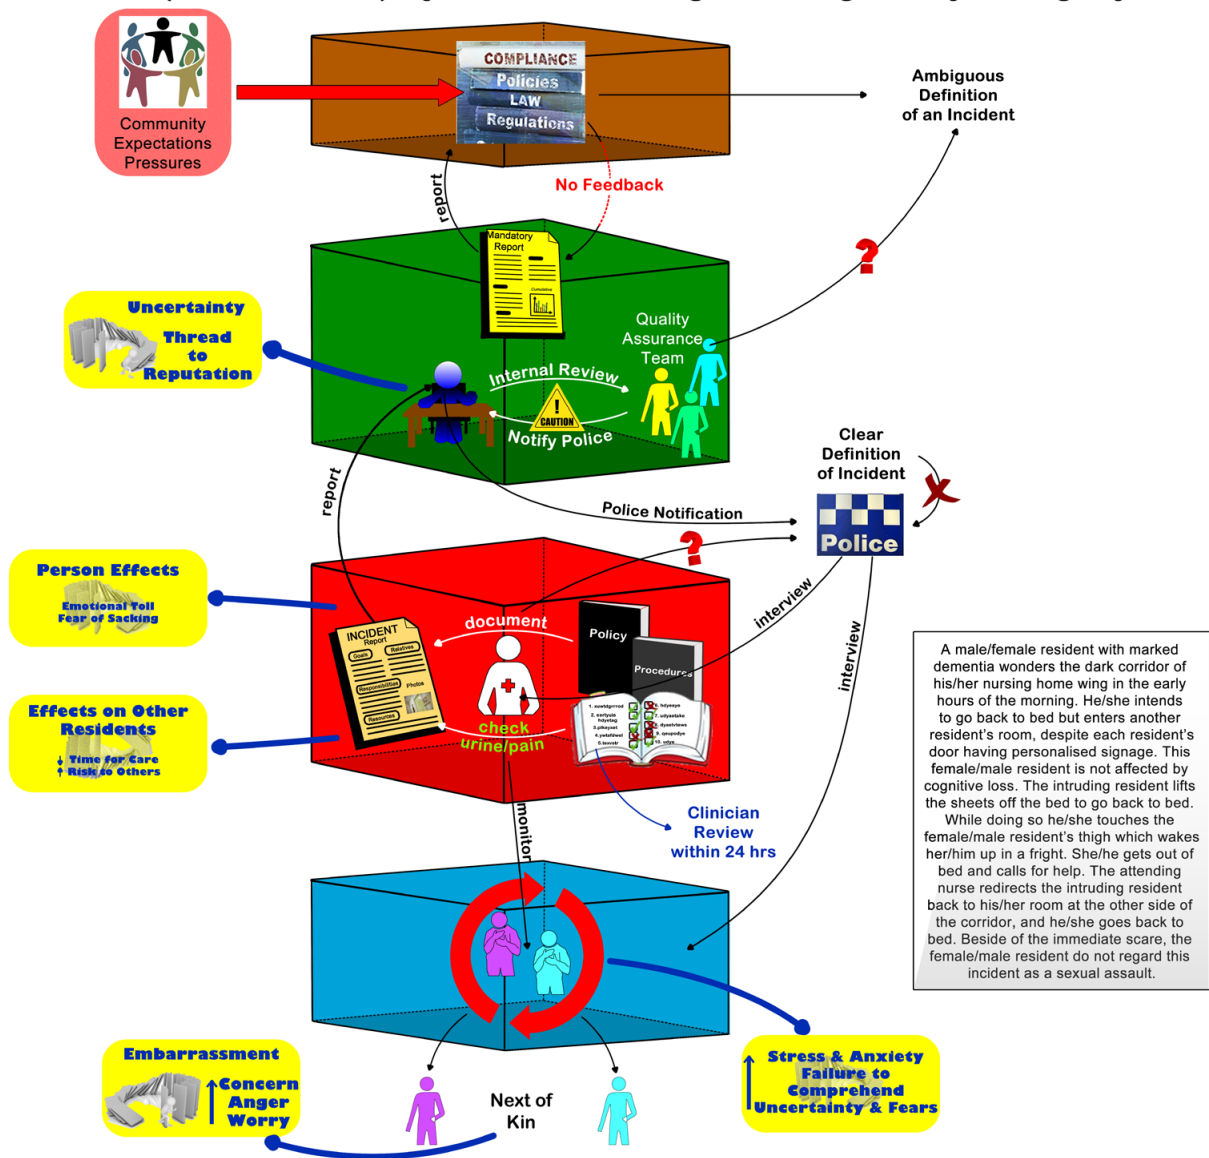 Community
Expectations
Pressures
COMPLIANCE
Policies
LAW
Regulations
Ambiguous
Definition
of an Incident
report
No Feedback
Mandatory
Report
Cumulative
Uncertainty
Thread
to
Reputation
Quality
Assurance
Team
Internal Review
!
CAUTION
Notify Police
?
Clear
Definition
of Incident
report
Police Notification
Police
?
Person Effects
Emotional Toll
Fear of Sacking
interview
interview
document
INCIDENT
Report
Goals
Relatives
Responsibilities
Photos
Resources
Policy
Procedures
check
urine/pain
Effects on Other
Residents
Time for Care
Risk to Others
monitor
Clinician
Review
within 24 hrs
A male/female resident with marked
dementia wonders the dark corridor of
his/her nursing home wing in the early
hours of the morning. He/she intends
to go back to bed but enters another
resident's room, despite each resident's
door having personalised signage. This
female/male resident is not affected by
cognitive loss. The intruding resident lifts
the sheets off the bed to go back to bed.
While doing so he/she touches the
female/male resident's thigh which wakes
her/him up in a fright. She/he gets out of
bed and calls for help. The attending
nurse redirects the intruding resident
back to his/her room at the other side of
the corridor, and he/she goes back to
bed. Beside of the immediate scare, the
female/male resident do not regard this
incident as a sexual assault.
Embarrassment
Concern
Anger
Worry
Next of
Kin
Stress & Anxiety
Failure to
Comprehend
Uncertainty & Fears